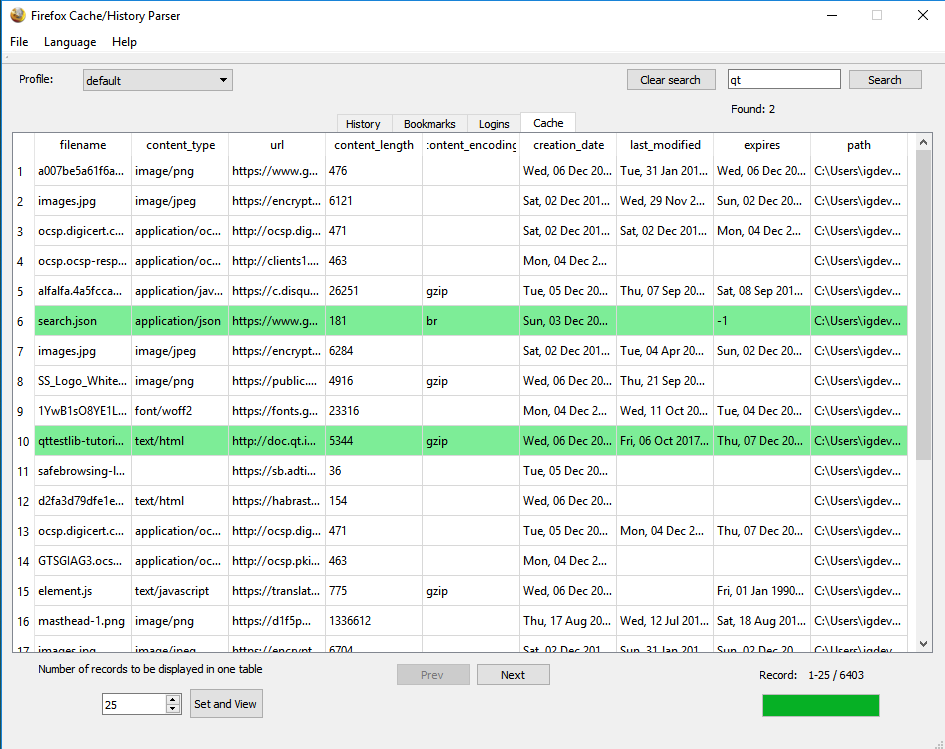 Firefox Cache/History Parser
File Language Help
Profile: default Clear search qt Search
Found: 2
History Bookmarks Logins Cache
filename content_type url content_length :ontent_encoding creation_date last_modified expires path
1 a007be5a61f6a... image/png https://www.g... 476 Wed, 06 Dec 20... Tue, 31 Jan 201... Wed, 06 Dec 20... C:\Users\igdev...
2 images.jpg image/jpeg https://encrypt... 6121 Sat, 02 Dec 201... Wed, 29 Nov 2... Sun, 02 Dec 20... C:\Users\igdev...
3 ocsp.digicert.c... application/oc... http://ocsp.dig... 471 Sat, 02 Dec 201... Sat, 02 Dec 201... Mon, 04 Dec 2... C:\Users\igdev...
4 ocsp.ocsp-resp... application/oc... http://clients1.... 463 Mon, 04 Dec 2... C:\Users\igdev...
5 alfalfa.4a5fcca... application/jav... https://c.disqu... 26251 gzip Tue, 05 Dec 20... Thu, 07 Sep 20... Sat, 08 Sep 201... C:\Users\igdev...
6 search.json application/json https://www.g... 181 br Sun, 03 Dec 20... -1 C:\Users\igdev...
7 images.jpg image/jpeg https://encrypt... 6284 Sat, 02 Dec 201... Tue, 04 Apr 20... Sun, 02 Dec 20... C:\Users\igdev...
8 SS_Logo_White... image/png https://public.... 4916 gzip Wed, 06 Dec 20... Thu, 21 Sep 20... C:\Users\igdev...
9 1YwB1sO8YE1L... font/woff2 https://fonts.g... 23316 Mon, 04 Dec 2... Wed, 11 Oct 20... Tue, 04 Dec 20... C:\Users\igdev...
10 qttestlib-tutori... text/html http://doc.qt.i... 5344 gzip Wed, 06 Dec 20... Fri, 06 Oct 2017... Thu, 07 Dec 20... C:\Users\igdev...
11 safebrowsing-l... https://sb.adti... 36 Tue, 05 Dec 20... C:\Users\igdev...
12 d2fa3d79dfe1e... text/html https://habrast... 154 Wed, 06 Dec 20... C:\Users\igdev...
13 ocsp.digicert.c... application/oc... http://ocsp.dig... 471 Tue, 05 Dec 20... Mon, 04 Dec 2... Thu, 07 Dec 20... C:\Users\igdev...
14 GTSGIAG3.ocs... application/oc... http://ocsp.pki... 463 Mon, 04 Dec 2... C:\Users\igdev...
15 element.js text/javascript https://translat... 775 gzip Wed, 06 Dec 20... Fri, 01 Jan 1990... C:\Users\igdev...
16 masthead-1.png image/png https://d1f5p... 1336612 Thu, 17 Aug 20... Wed, 12 Jul 201... Sat, 18 Aug 201... C:\Users\igdev...
17 images.jpg image/jpeg https://encrypt... 6704 Sat, 02 Dec 201... Sun, 31 Jan 201... Sun, 02 Dec 20... C:\Users\igdev...
Number of records to be displayed in one table Prev Next Record: 1-25 / 6403
25 Set and View